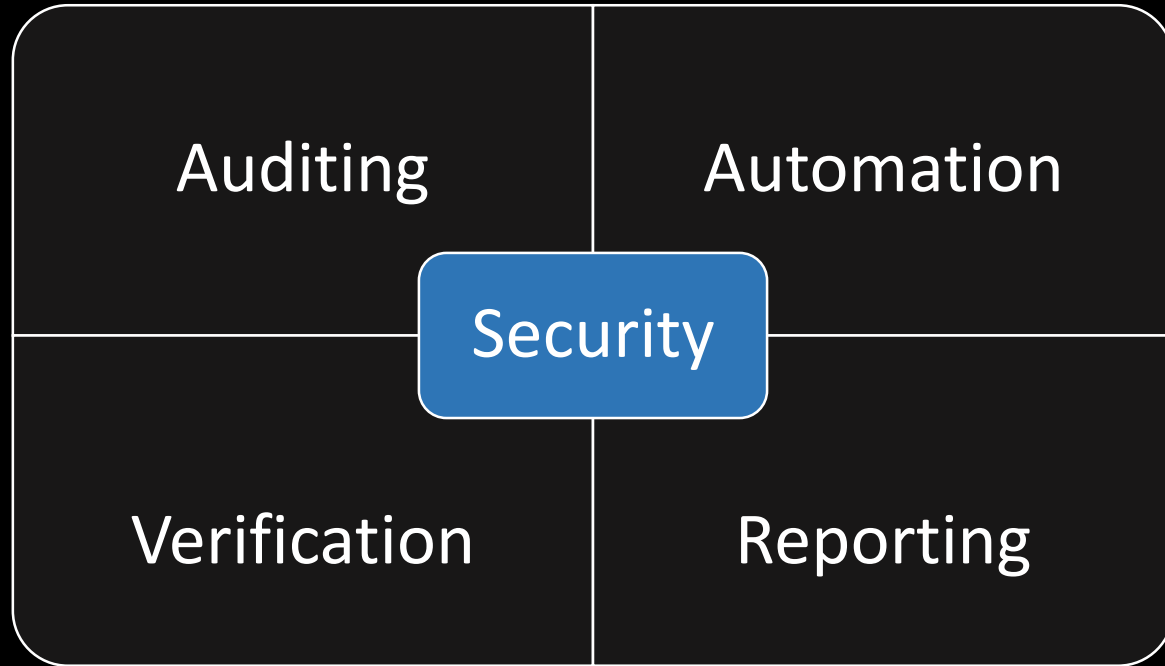 Auditing
Automation
Security
Verification
Reporting